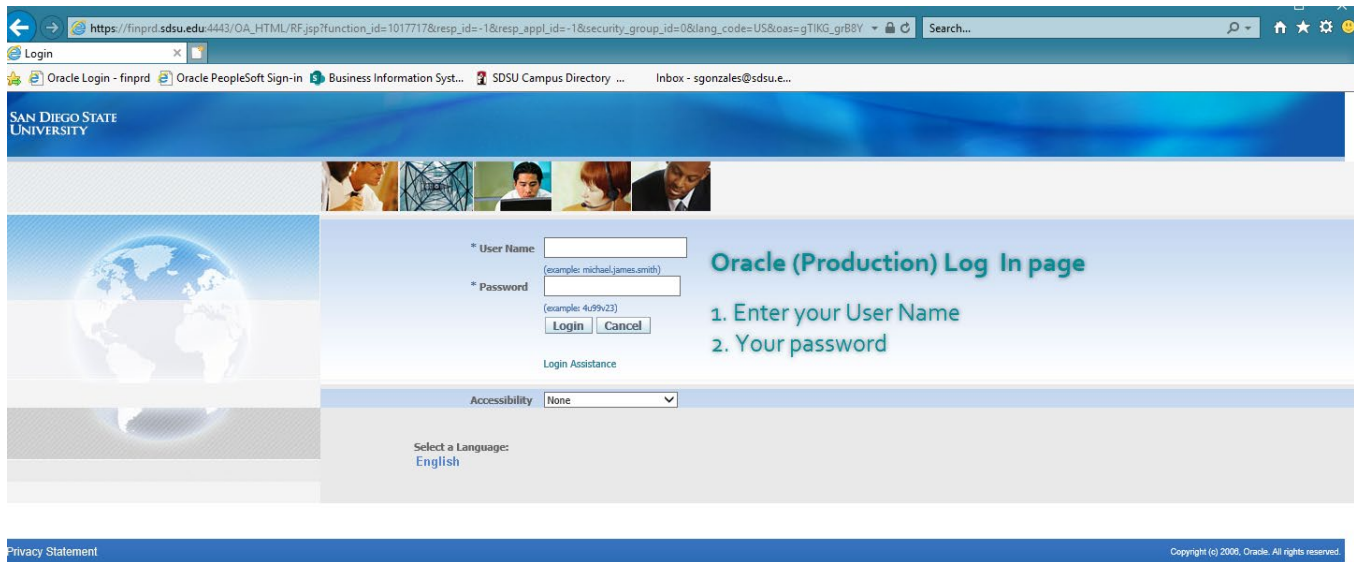 https://finprd.sdsu.edu:4443/OA_HTML/RF.jsp?function_id=1017717&resp_id=-1&resp_appl_id=-1&security_group_id=0&lang_code=US&oas=gTlKG_grB8Y
Search...
Login
Oracle Login - finprd
Oracle PeopleSoft Sign-in
Business Information Syst...
SDSU Campus Directory ...
Inbox - sgonzales@sdsu.e...
SAN DIEGO STATE
UNIVERSITY
* User Name
(example: michael.james.smith)
* Password
(example: 4u99v23)
Login Cancel
Login Assistance
Oracle (Production) Log In page
1. Enter your User Name
2. Your password
Accessibility None
Select a Language:
English
Privacy Statement
Copyright (c) 2006, Oracle. All rights reserved.